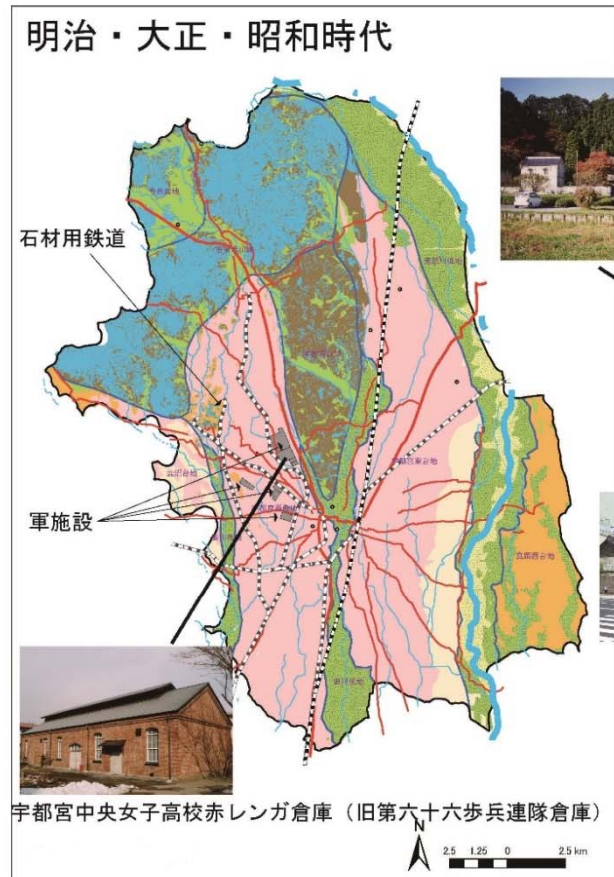 明治・大正・昭和時代
石材用鉄道
軍施設
宇都宮中央女子高校赤レンガ倉庫（旧第六十六歩兵連隊倉庫）
N
2.5 1.25 0 2.5 km